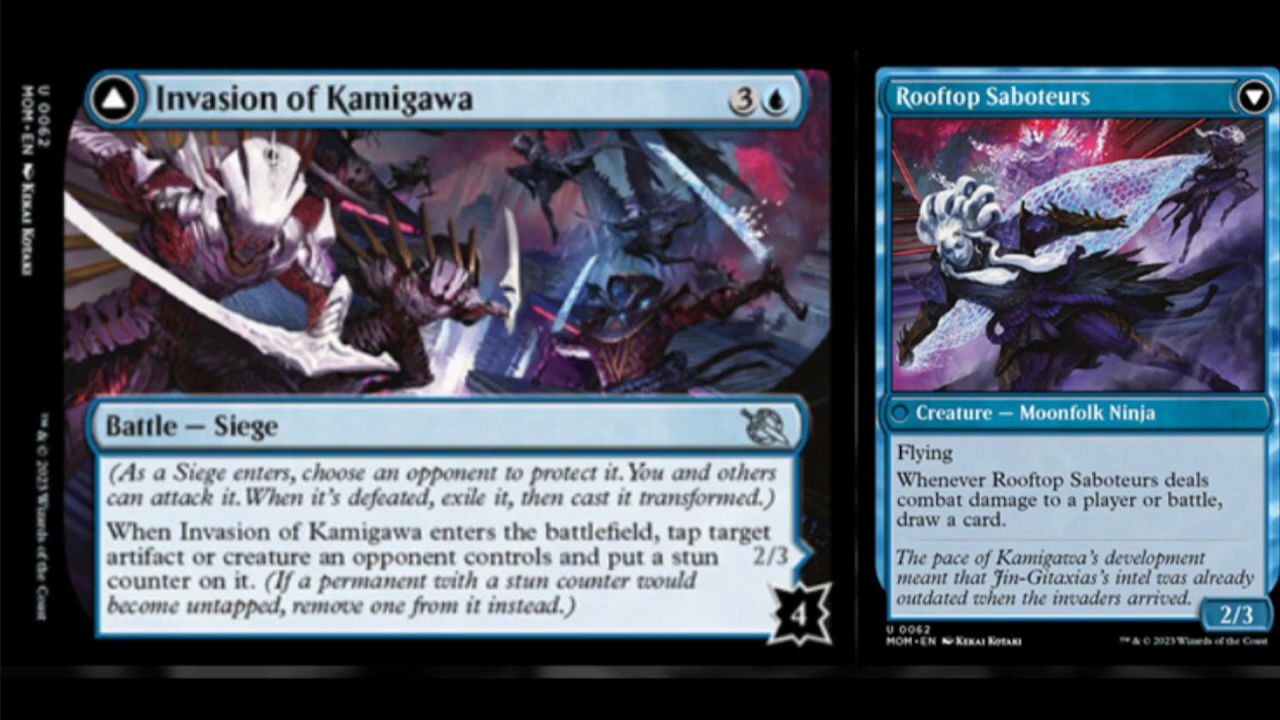 U 0062
MOM • EN KEKAI KOTAKI
™ & © 2023 Wizards of the Coast
Invasion of Kamigawa
3
Battle — Siege
(As a Siege enters, choose an opponent to protect it. You and others
can attack it. When it's defeated, exile it, then cast it transformed.)
When Invasion of Kamigawa enters the battlefield, tap target
artifact or creature an opponent controls and put a stun
counter on it. (If a permanent with a stun counter would
become untapped, remove one from it instead.)
2/3
4
Rooftop Saboteurs
Creature — Moonfolk Ninja
Flying
Whenever Rooftop Saboteurs deals
combat damage to a player or battle,
draw a card.
The pace of Kamigawa's development
meant that Jin-Gitaxias's intel was already
outdated when the invaders arrived.
2/3
U 0062
MOM • EN KEKAI KOTAKI
™ & © 2023 Wizards of the Coast